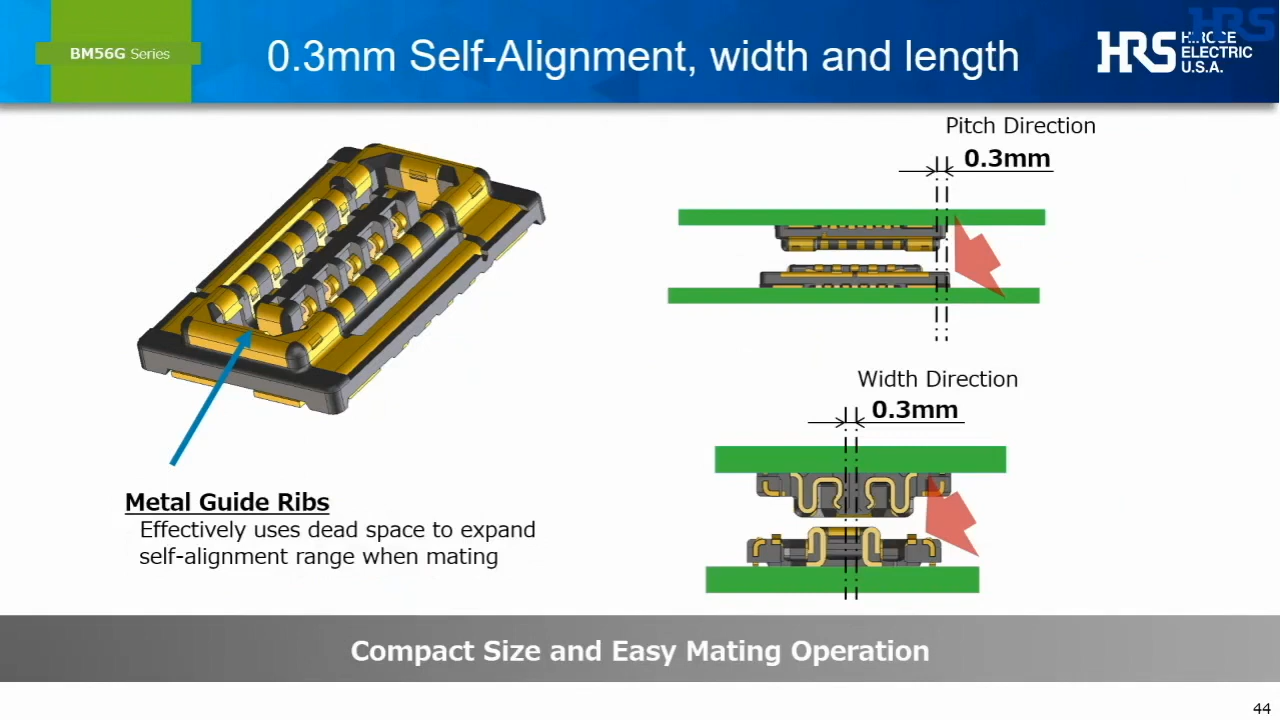 BM56G Series
0.3mm Self-Alignment, width and length
HRS
HIROSE
ELECTRIC
U.S.A.
HRS
Pitch Direction
0.3mm
Width Direction
0.3mm
Metal Guide Ribs
Effectively uses dead space to expand
self-alignment range when mating
Compact Size and Easy Mating Operation
44